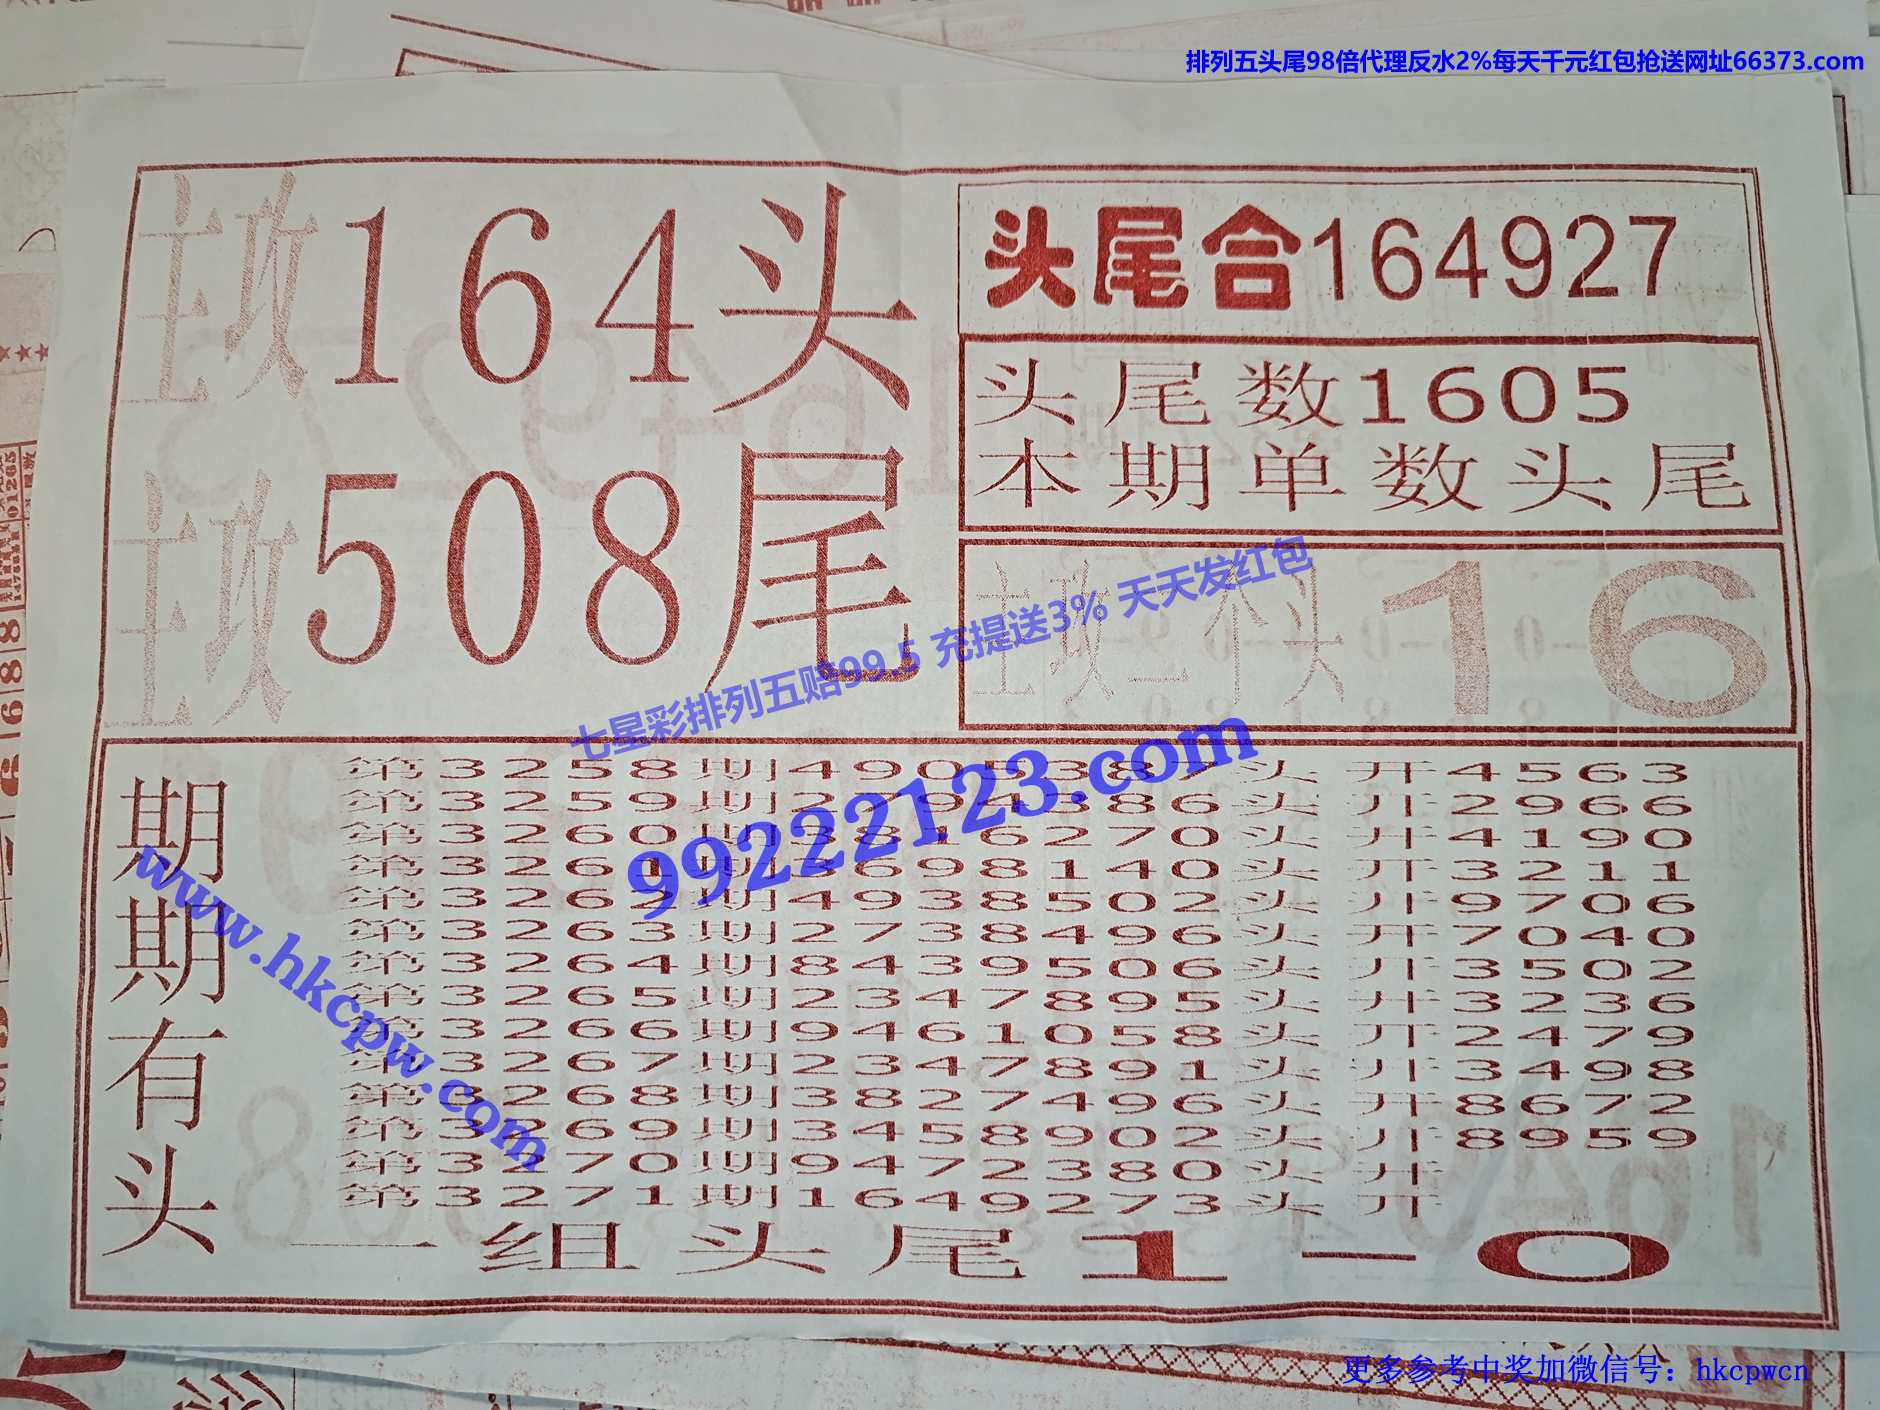 排列五头尾98倍代理反水2%每天千元红包抢送网址66373.com
主攻164头
主攻508尾
头尾合164927
头尾数1605
本期单数头尾
主攻二个头16
七星彩排列五赔99.5 充提送3% 天天发红包
99222123.com
www.hkcpw.com
期期有头
第3258期490 387头 开4563
第3259期2 94386头 开2966
第3260期3816270头 开4190
第3261期 698140头 开3211
第3262期4938502头 开9706
第3263期2738496头 开7040
第3264期8439506头 开3502
第3265期2347895头 开3236
第3266期9461058头 开2479
第3267期2347891头 开3498
第3268期3827496头 开8672
第3269期3458902头 开8959
第3270期9472380头 开
第3271期1649273头 开
一组头尾1-0
更多参考中奖加微信号：hkcpwcn